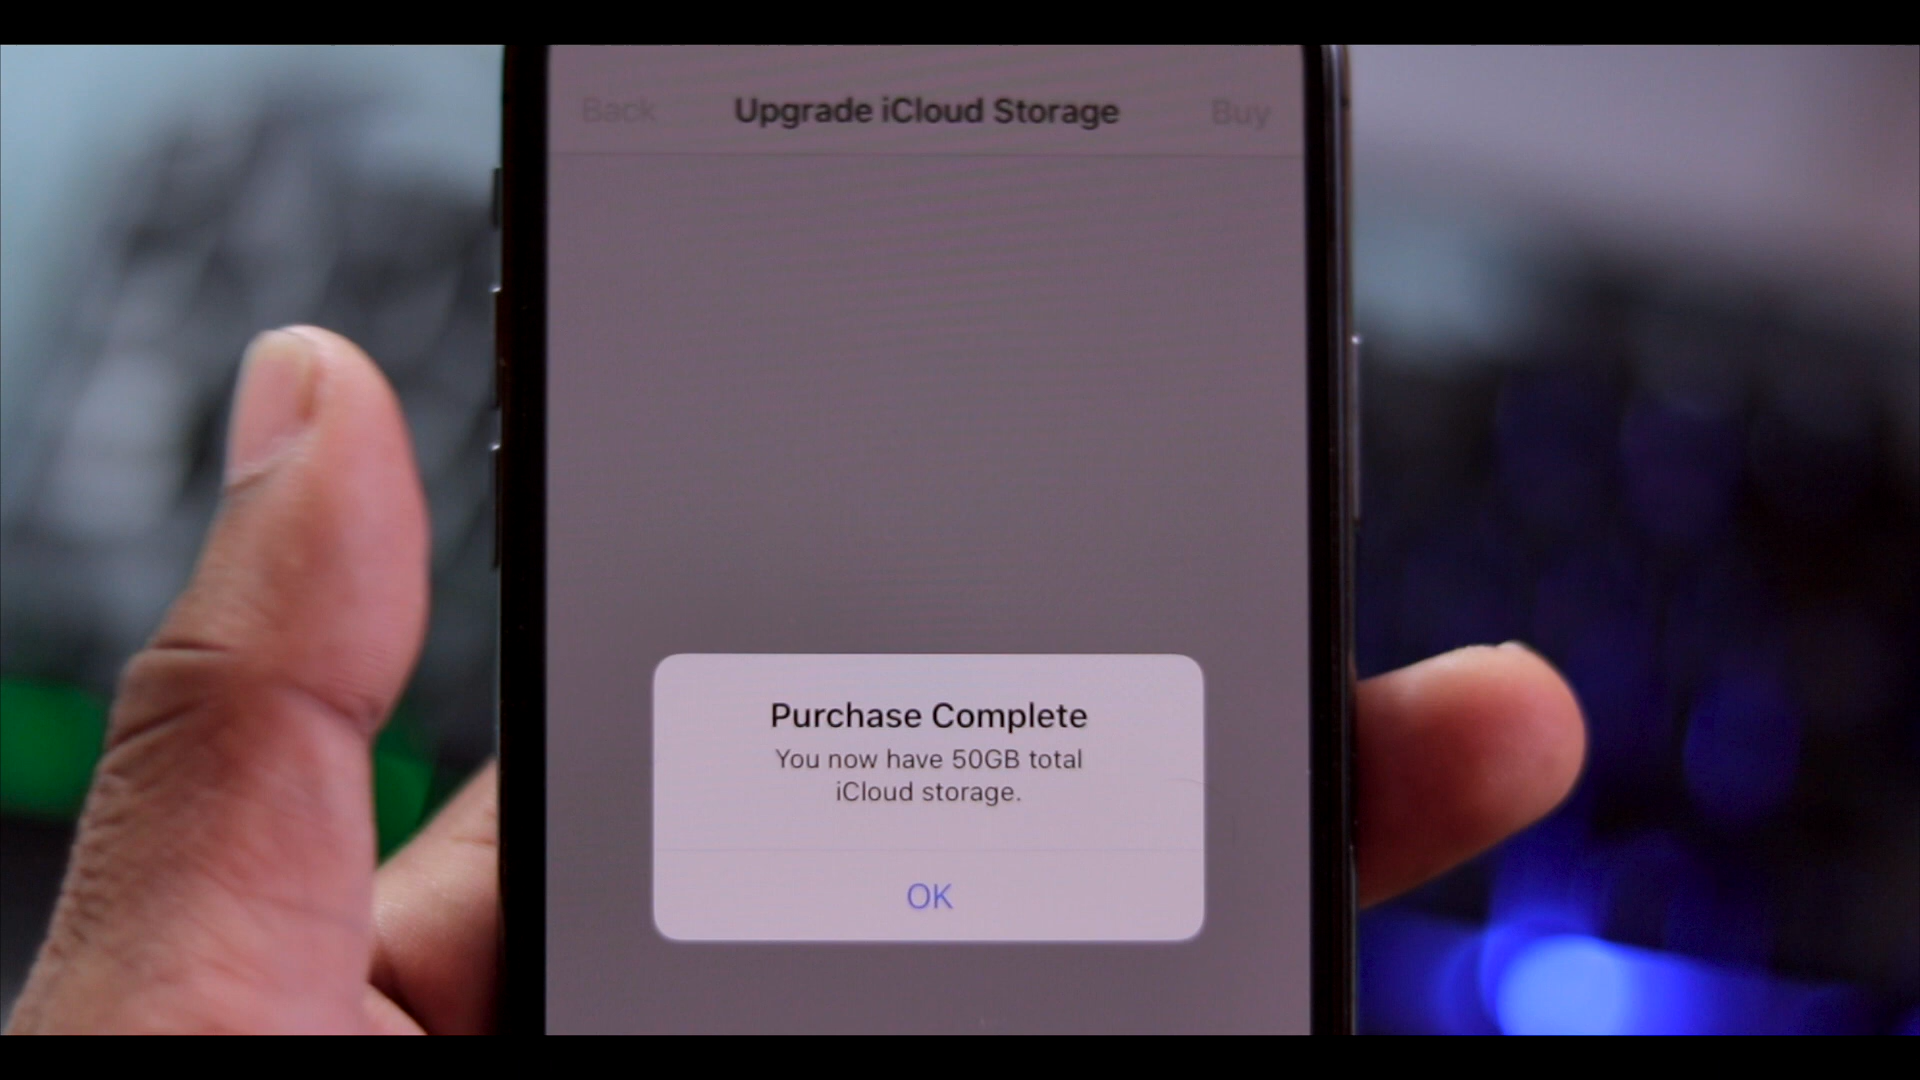 Back Upgrade iCloud Storage Buy
Purchase Complete
You now have 50GB total
iCloud storage.
OK